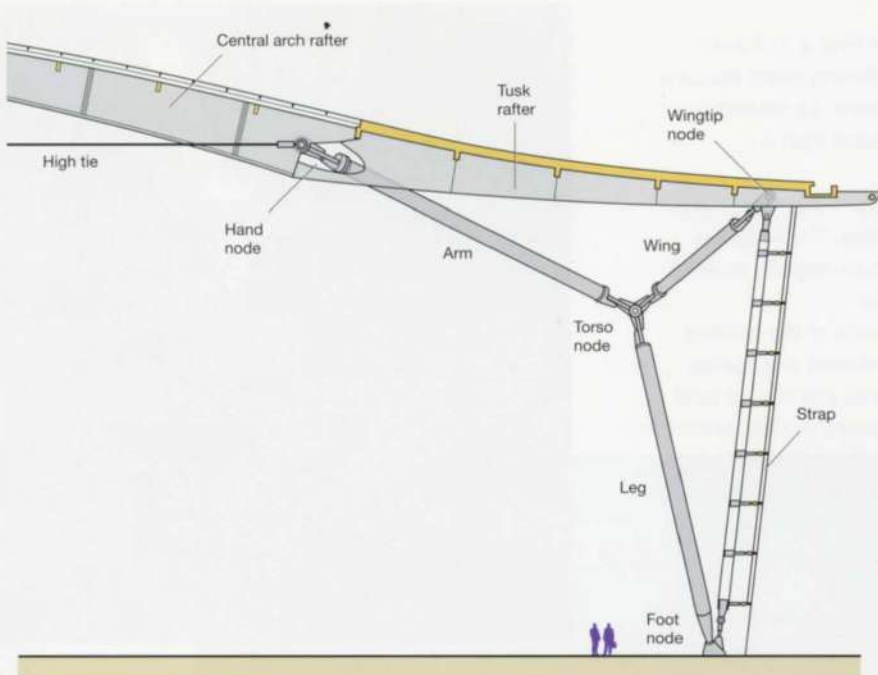 Central arch rafter
Tusk
rafter
Wingtip
node
High tie
Hand
node
Arm
Wing
Torso
node
Strap
Leg
Foot
node